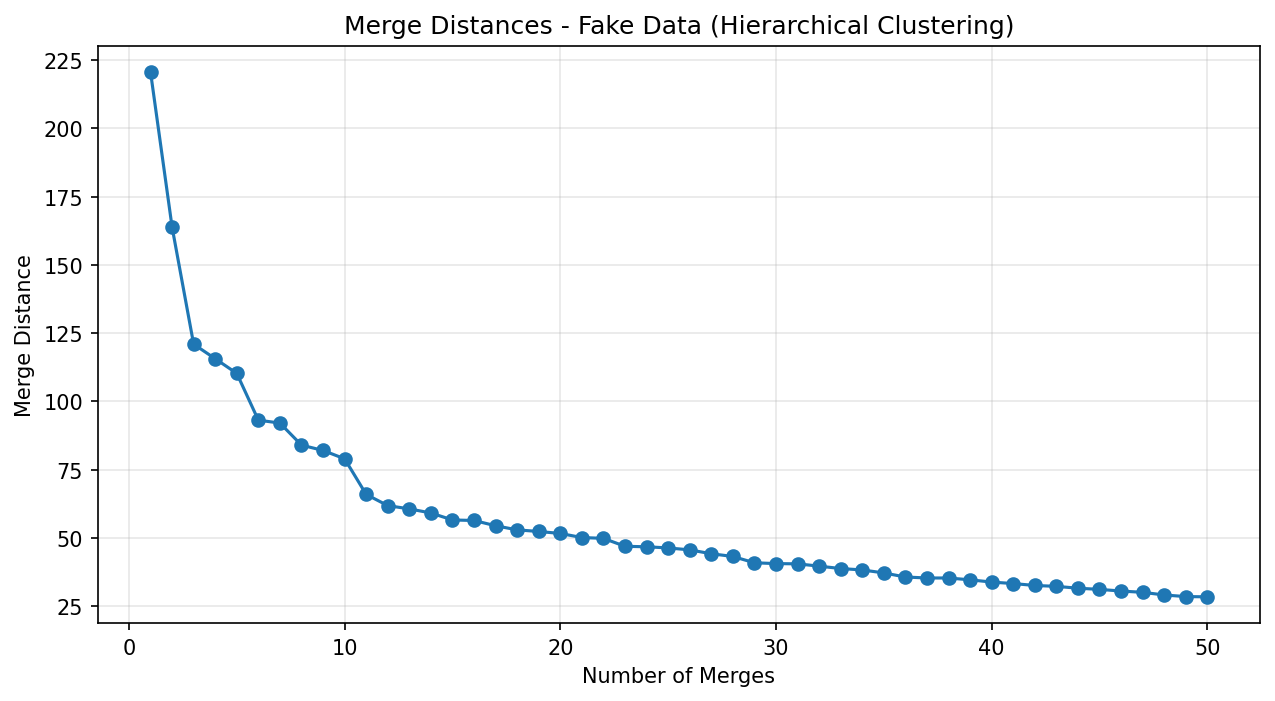 Merge Distances - Fake Data (Hierarchical Clustering)
225
200
175
150
125
100
75
50
25
Merge Distance
0 10 20 30 40 50
Number of Merges